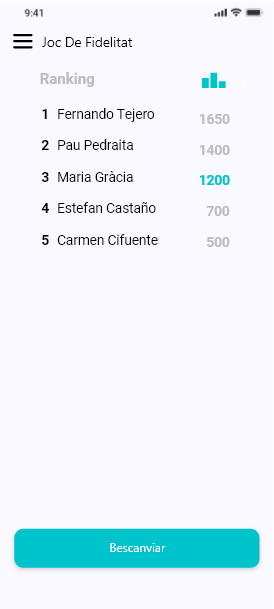 9:41
Joc De Fidelitat
Ranking
1 Fernando Tejero 1650
2 Pau Pedraita 1400
3 Maria Gràcia 1200
4 Estefan Castaño 700
5 Carmen Cifuente 500
Bescanviar